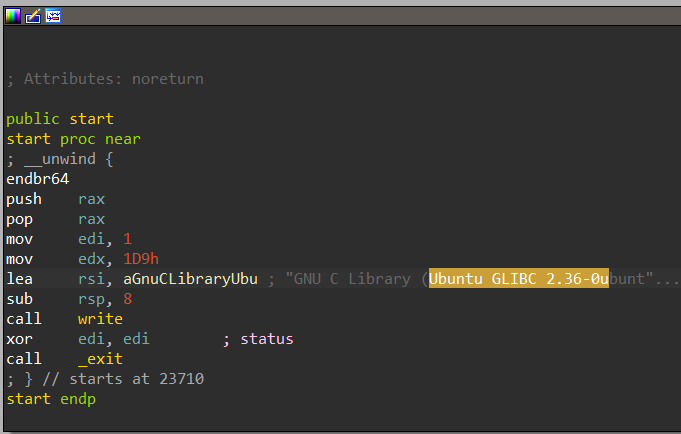 ; Attributes: noreturn
public start
start proc near
; __unwind {
endbr64
push    rax
pop     rax
mov     edi, 1
mov     edx, 1D9h
lea     rsi, aGnuCLibraryUbu ; "GNU C Library (Ubuntu GLIBC 2.36-0ubunt"...
sub     rsp, 8
call    write
xor     edi, edi        ; status
call    _exit
; } // starts at 23710
start endp